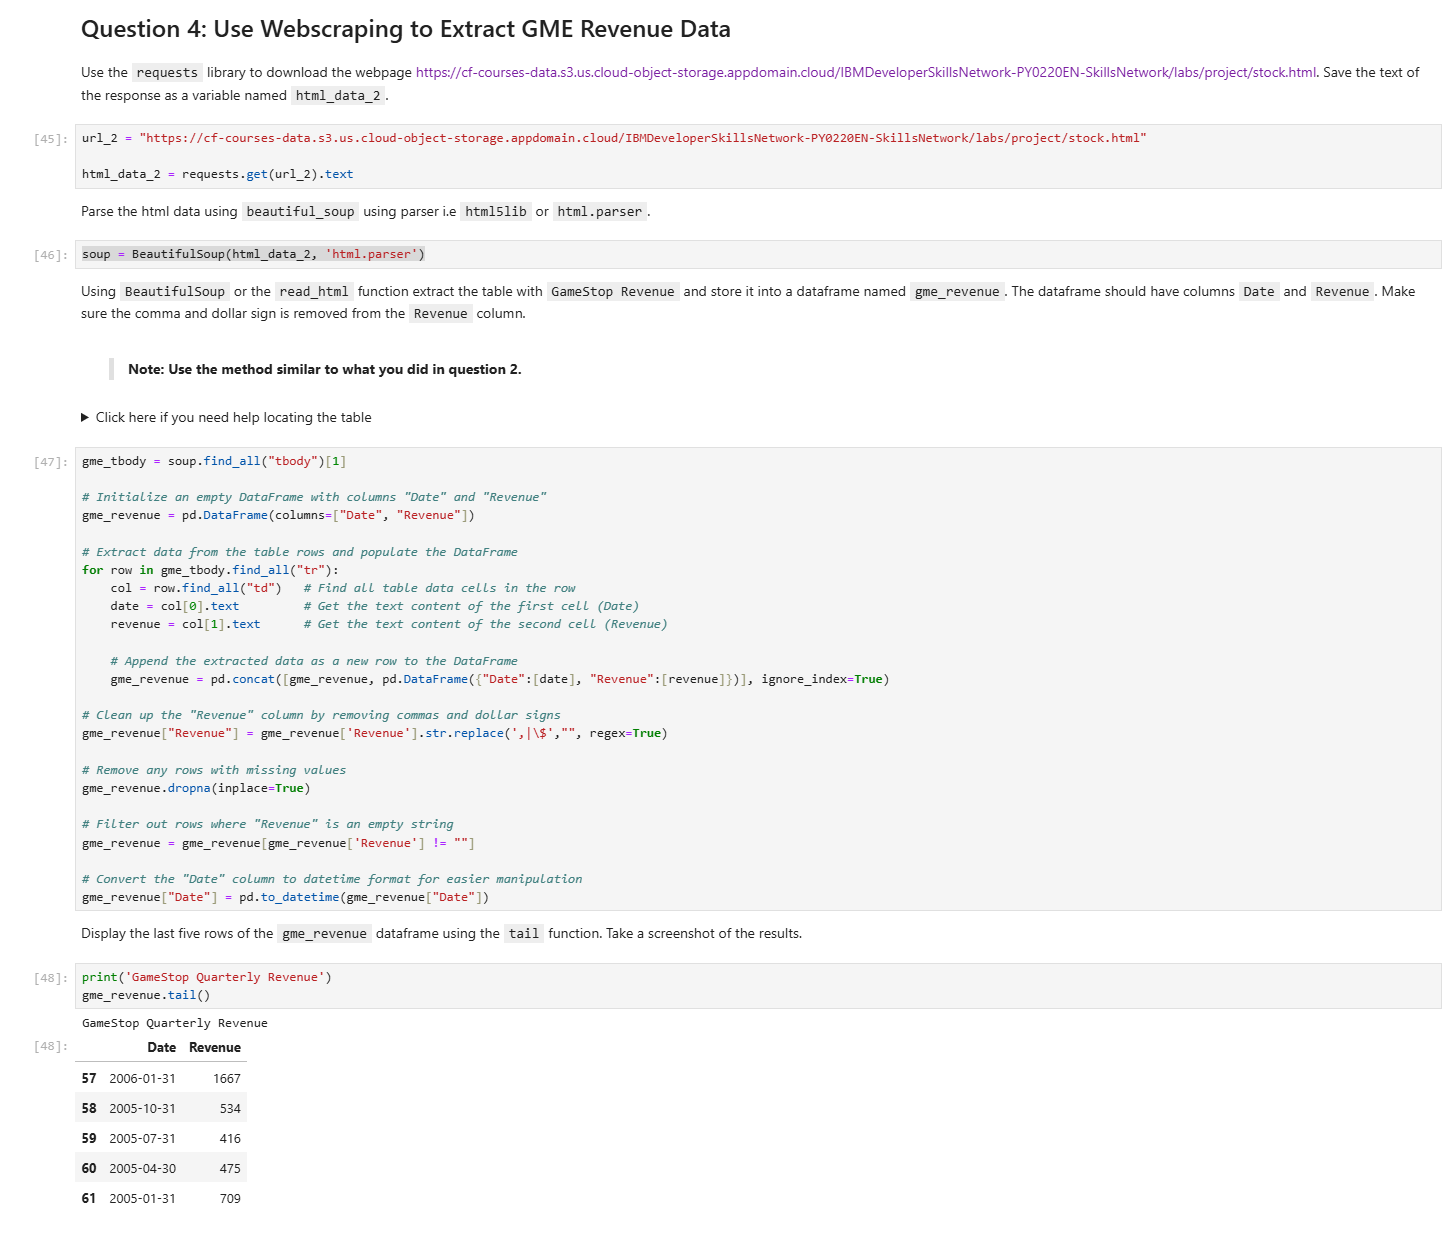 Question 4: Use Webscraping to Extract GME Revenue Data
Use the requests library to download the webpage https://cf-courses-data.s3.us.cloud-object-storage.appdomain.cloud/IBMDeveloperSkillsNetwork-PY0220EN-SkillsNetwork/labs/project/stock.html. Save the text of
the response as a variable named html_data_2.
[45]: url_2 = "https://cf-courses-data.s3.us.cloud-object-storage.appdomain.cloud/IBMDeveloperSkillsNetwork-PY0220EN-SkillsNetwork/labs/project/stock.html"
html_data_2 = requests.get(url_2).text
Parse the html data using beautiful_soup using parser i.e html5lib or html.parser.
[46]: soup = BeautifulSoup(html_data_2, 'html.parser')
Using BeautifulSoup or the read_html function extract the table with GameStop Revenue and store it into a dataframe named gme_revenue. The dataframe should have columns Date and Revenue. Make
sure the comma and dollar sign is removed from the Revenue column.
Note: Use the method similar to what you did in question 2.
▶ Click here if you need help locating the table
[47]: gme_tbody = soup.find_all("tbody")[1]
# Initialize an empty DataFrame with columns "Date" and "Revenue"
gme_revenue = pd.DataFrame(columns=["Date", "Revenue"])
# Extract data from the table rows and populate the DataFrame
for row in gme_tbody.find_all("tr"):
    col = row.find_all("td")   # Find all table data cells in the row
    date = col[0].text         # Get the text content of the first cell (Date)
    revenue = col[1].text      # Get the text content of the second cell (Revenue)
    # Append the extracted data as a new row to the DataFrame
    gme_revenue = pd.concat([gme_revenue, pd.DataFrame({"Date":[date], "Revenue":[revenue]})], ignore_index=True)
# Clean up the "Revenue" column by removing commas and dollar signs
gme_revenue["Revenue"] = gme_revenue['Revenue'].str.replace(',|\$',"", regex=True)
# Remove any rows with missing values
gme_revenue.dropna(inplace=True)
# Filter out rows where "Revenue" is an empty string
gme_revenue = gme_revenue[gme_revenue['Revenue'] != ""]
# Convert the "Date" column to datetime format for easier manipulation
gme_revenue["Date"] = pd.to_datetime(gme_revenue["Date"])
Display the last five rows of the gme_revenue dataframe using the tail function. Take a screenshot of the results.
[48]: print('GameStop Quarterly Revenue')
gme_revenue.tail()
GameStop Quarterly Revenue
[48]: Date Revenue
57 2006-01-31 1667
58 2005-10-31 534
59 2005-07-31 416
60 2005-04-30 475
61 2005-01-31 709